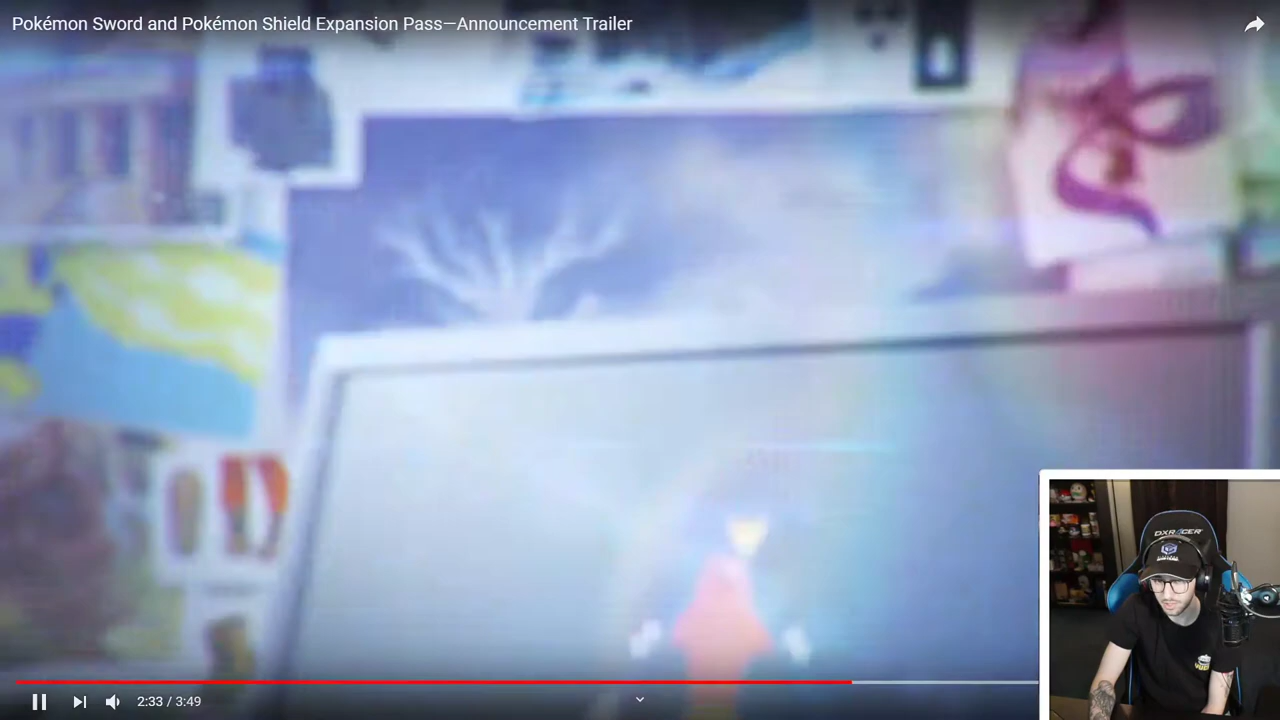 Pokémon Sword and Pokémon Shield Expansion Pass—Announcement Trailer
DXRACER
2:33 / 3:49